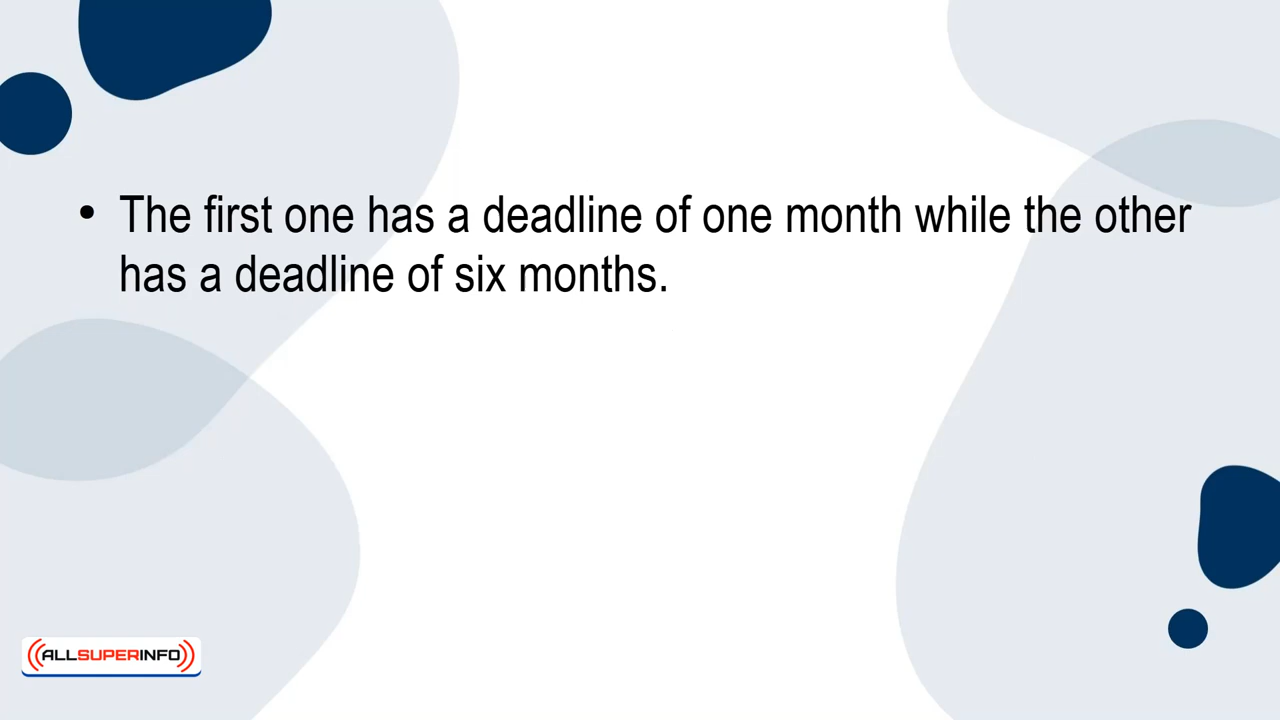 • The first one has a deadline of one month while the other
has a deadline of six months.
((ALLSUPERINFO))